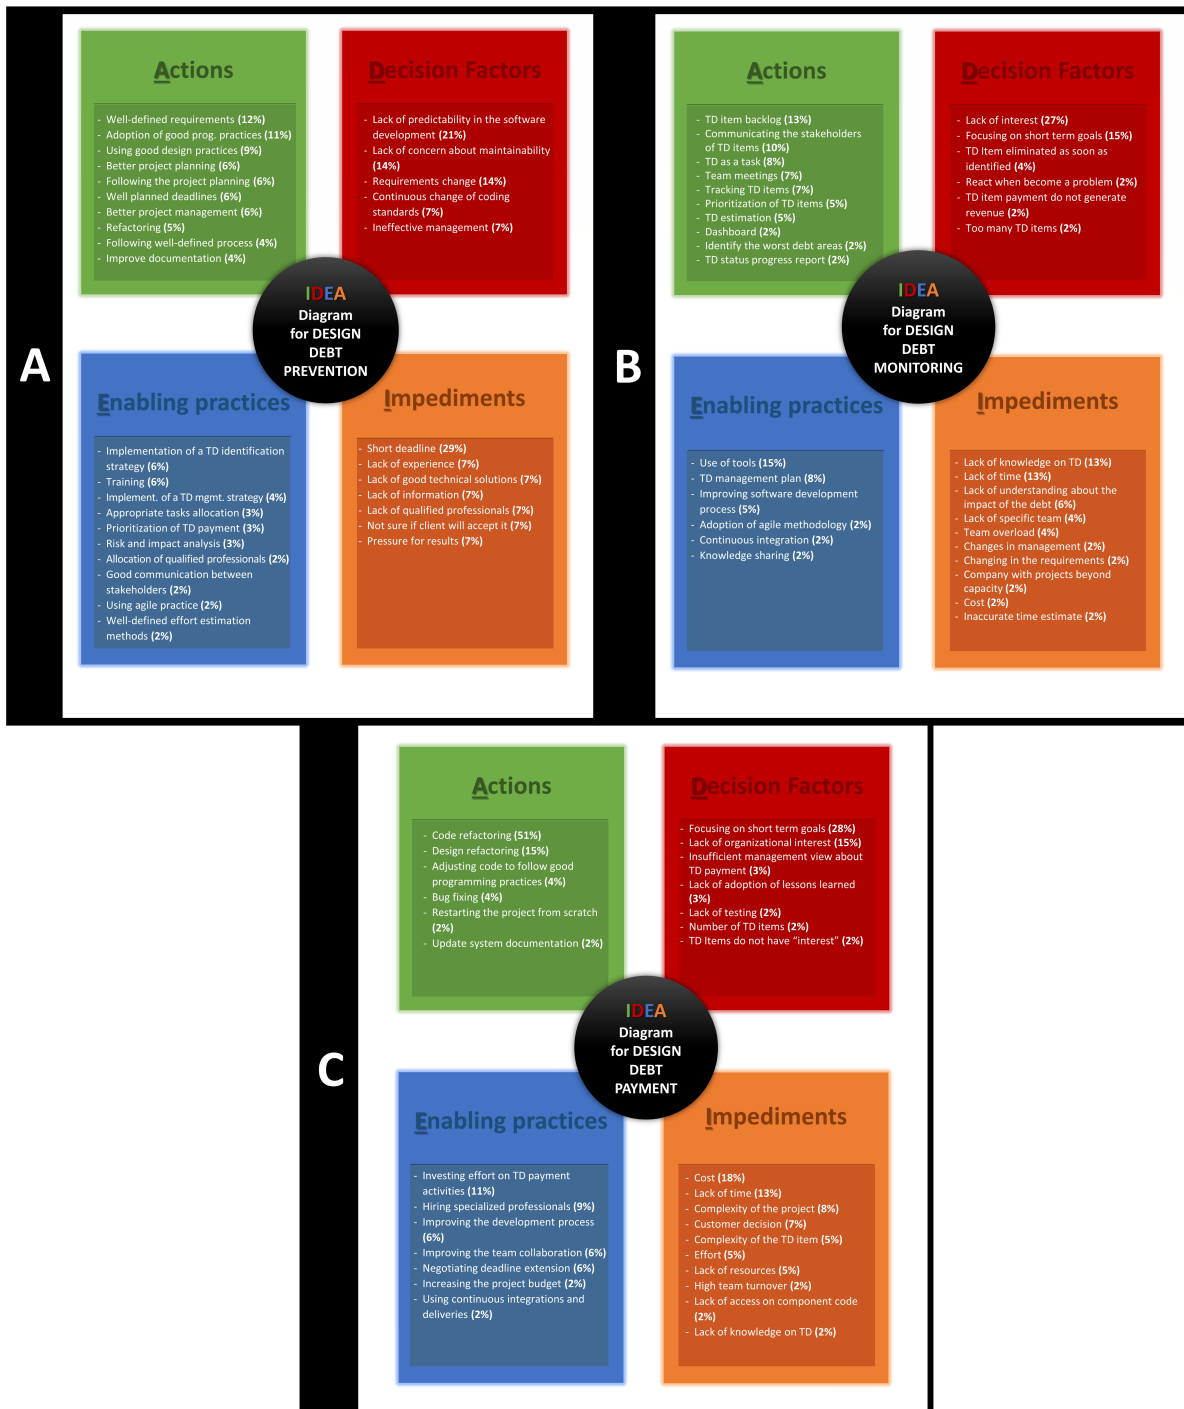 A
Actions
- Well-defined requirements (12%)
- Adoption of good prog. practices (11%)
- Using good design practices (9%)
- Better project planning (6%)
- Following the project planning (6%)
- Well planned deadlines (6%)
- Better project management (6%)
- Refactoring (5%)
- Following well-defined process (4%)
- Improve documentation (4%)
Decision Factors
- Lack of predictability in the software
development (21%)
- Lack of concern about maintainability
(14%)
- Requirements change (14%)
- Continuous change of coding
standards (7%)
- Ineffective management (7%)
IDEA
Diagram
for DESIGN
DEBT
PREVENTION
Enabling practices
- Implementation of a TD identification
strategy (6%)
- Training (6%)
- Implement. of a TD mgmt. strategy (4%)
- Appropriate tasks allocation (3%)
- Prioritization of TD payment (3%)
- Risk and impact analysis (3%)
- Allocation of qualified professionals (2%)
- Good communication between
stakeholders (2%)
- Using agile practice (2%)
- Well-defined effort estimation
methods (2%)
Impediments
- Short deadline (29%)
- Lack of experience (7%)
- Lack of good technical solutions (7%)
- Lack of information (7%)
- Lack of qualified professionals (7%)
- Not sure if client will accept it (7%)
- Pressure for results (7%)
B
Actions
- TD item backlog (13%)
- Communicating the stakeholders
of TD items (10%)
- TD as a task (8%)
- Team meetings (7%)
- Tracking TD items (7%)
- Prioritization of TD items (5%)
- TD estimation (5%)
- Dashboard (2%)
- Identify the worst debt areas (2%)
- TD status progress report (2%)
Decision Factors
- Lack of interest (27%)
- Focusing on short term goals (15%)
- TD Item eliminated as soon as
identified (4%)
- React when become a problem (2%)
- TD item payment do not generate
revenue (2%)
- Too many TD items (2%)
IDEA
Diagram
for DESIGN
DEBT
MONITORING
Enabling practices
- Use of tools (15%)
- TD management plan (8%)
- Improving software development
process (5%)
- Adoption of agile methodology (2%)
- Continuous integration (2%)
- Knowledge sharing (2%)
Impediments
- Lack of knowledge on TD (13%)
- Lack of time (13%)
- Lack of understanding about the
impact of the debt (6%)
- Lack of specific team (4%)
- Team overload (4%)
- Changes in management (2%)
- Changing in the requirements (2%)
- Company with projects beyond
capacity (2%)
- Cost (2%)
- Inaccurate time estimate (2%)
C
Actions
- Code refactoring (51%)
- Design refactoring (15%)
- Adjusting code to follow good
programming practices (4%)
- Bug fixing (4%)
- Restarting the project from scratch
(2%)
- Update system documentation (2%)
Decision Factors
- Focusing on short term goals (28%)
- Lack of organizational interest (15%)
- Insufficient management view about
TD payment (3%)
- Lack of adoption of lessons learned
(3%)
- Lack of testing (2%)
- Number of TD items (2%)
- TD Items do not have “interest” (2%)
IDEA
Diagram
for DESIGN
DEBT
PAYMENT
Enabling practices
- Investing effort on TD payment
activities (11%)
- Hiring specialized professionals (9%)
- Improving the development process
(6%)
- Improving the team collaboration (6%)
- Negotiating deadline extension (6%)
- Increasing the project budget (2%)
- Using continuous integrations and
deliveries (2%)
Impediments
- Cost (18%)
- Lack of time (13%)
- Complexity of the project (8%)
- Customer decision (7%)
- Complexity of the TD item (5%)
- Effort (5%)
- Lack of resources (5%)
- High team turnover (2%)
- Lack of access on component code
(2%)
- Lack of knowledge on TD (2%)